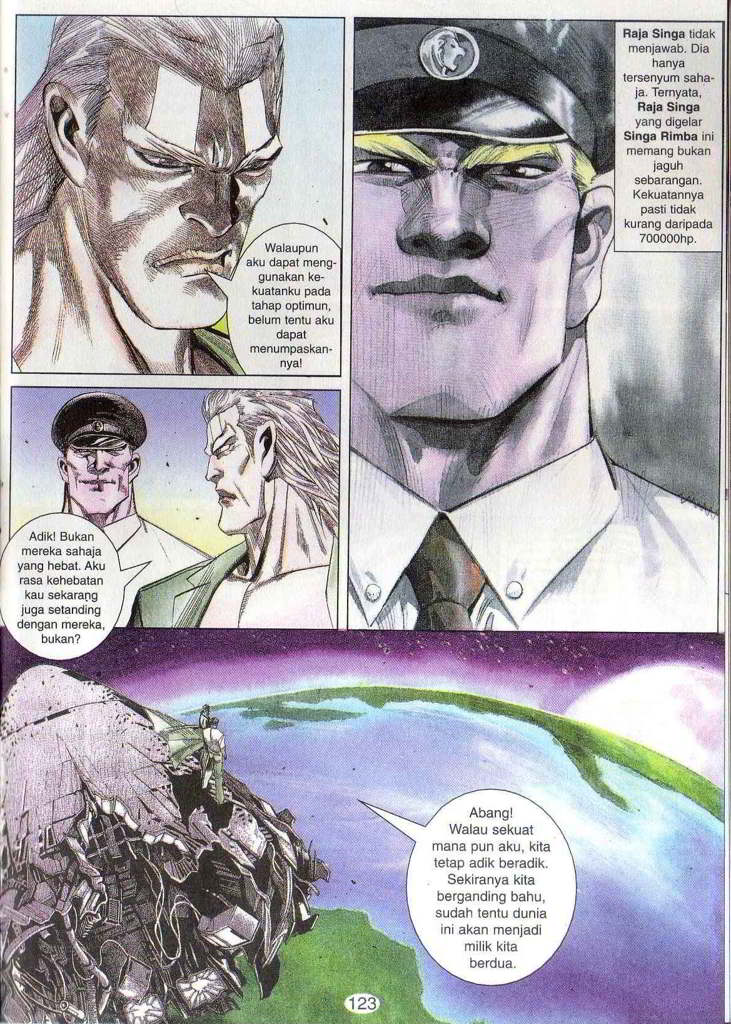 Walaupun
aku dapat meng-
gunakan ke-
kuatanku pada
tahap optimun,
belum tentu aku
dapat
menumpaskan-
nya!
Raja Singa tidak
menjawab. Dia
hanya
tersenyum saha-
ja. Ternyata,
Raja Singa
yang digelar
Singa Rimba ini
memang bukan
jaguh
sebarangan.
Kekuatannya
pasti tidak
kurang daripada
700000hp.
Adik! Bukan
mereka sahaja
yang hebat. Aku
rasa kehebatan
kau sekarang
juga setanding
dengan mereka,
bukan?
Abang!
Walau sekuat
mana pun aku, kita
tetap adik beradik.
Sekiranya kita
berganding bahu,
sudah tentu dunia
ini akan menjadi
milik kita
berdua.
123